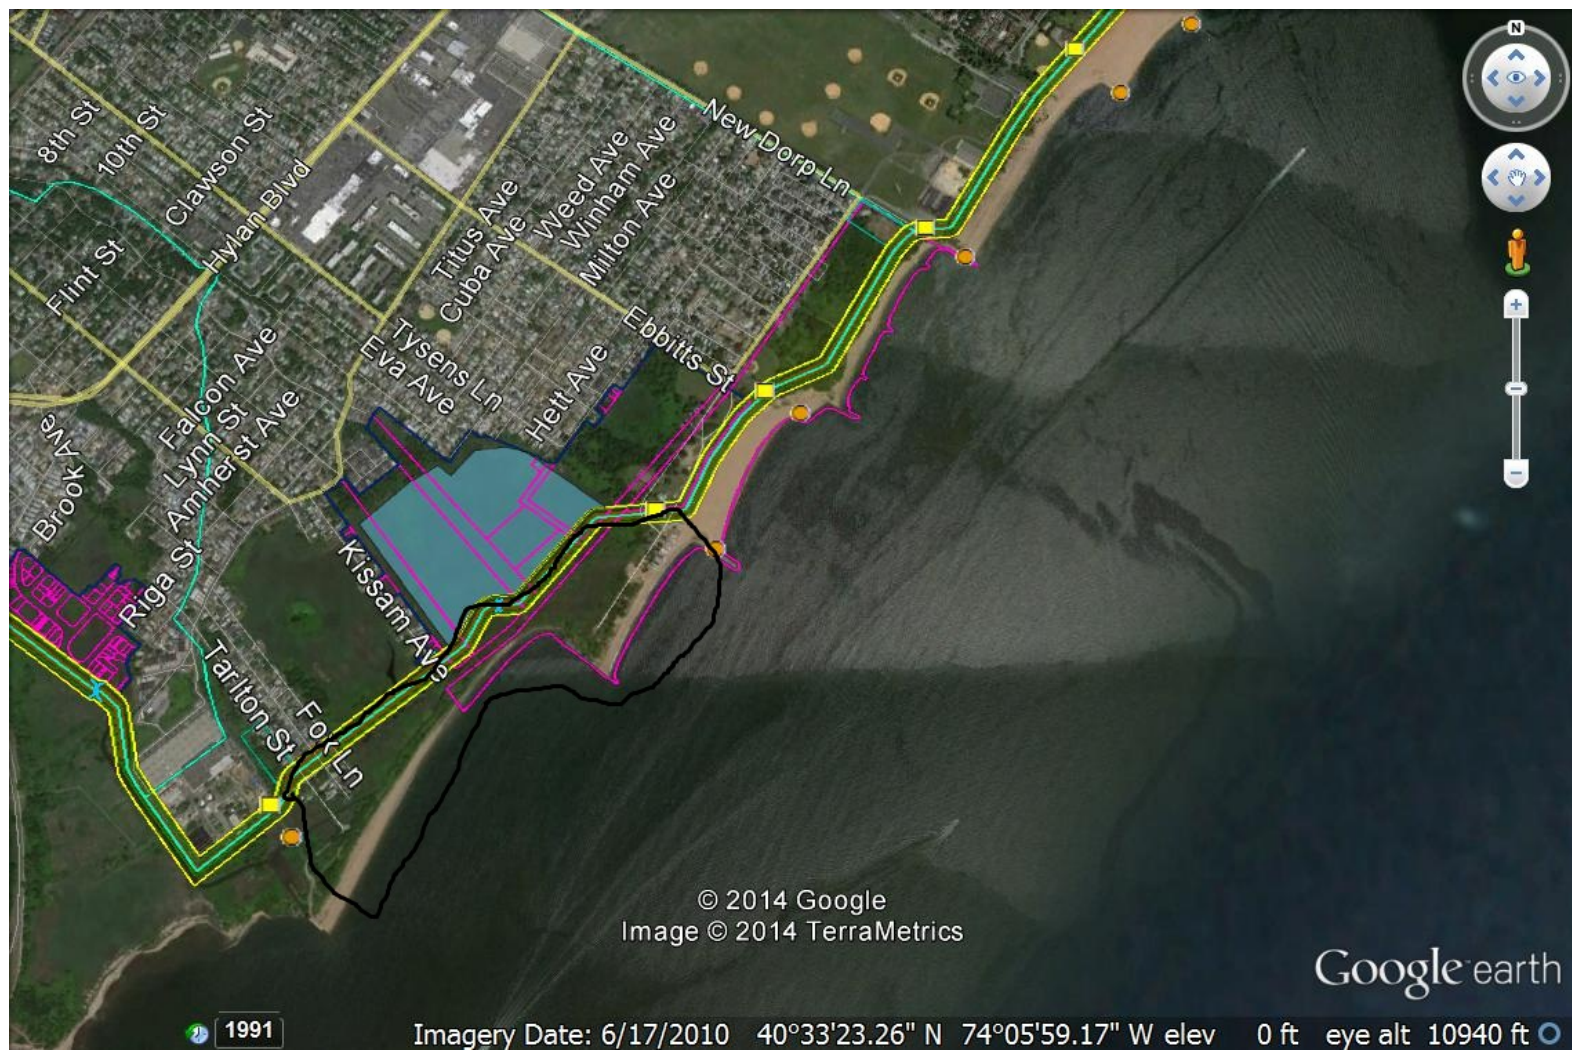 N
8th St
10th St
Clawson St
Hylan Blvd
Flint St
New Dorp Ln
Weed Ave
Winham Ave
Milton Ave
Titus Ave
Cuba Ave
Ebbitts St
Tysens Ln
Eva Ave
Hett Ave
Falcon Ave
Lynn St
Amherst Ave
Brook Ave
Riga St
Kissam Ave
Tarlton St
Fox Ln
© 2014 Google
Image © 2014 TerraMetrics
Google earth
1991
Imagery Date: 6/17/2010 40°33'23.26" N 74°05'59.17" W elev 0 ft eye alt 10940 ft